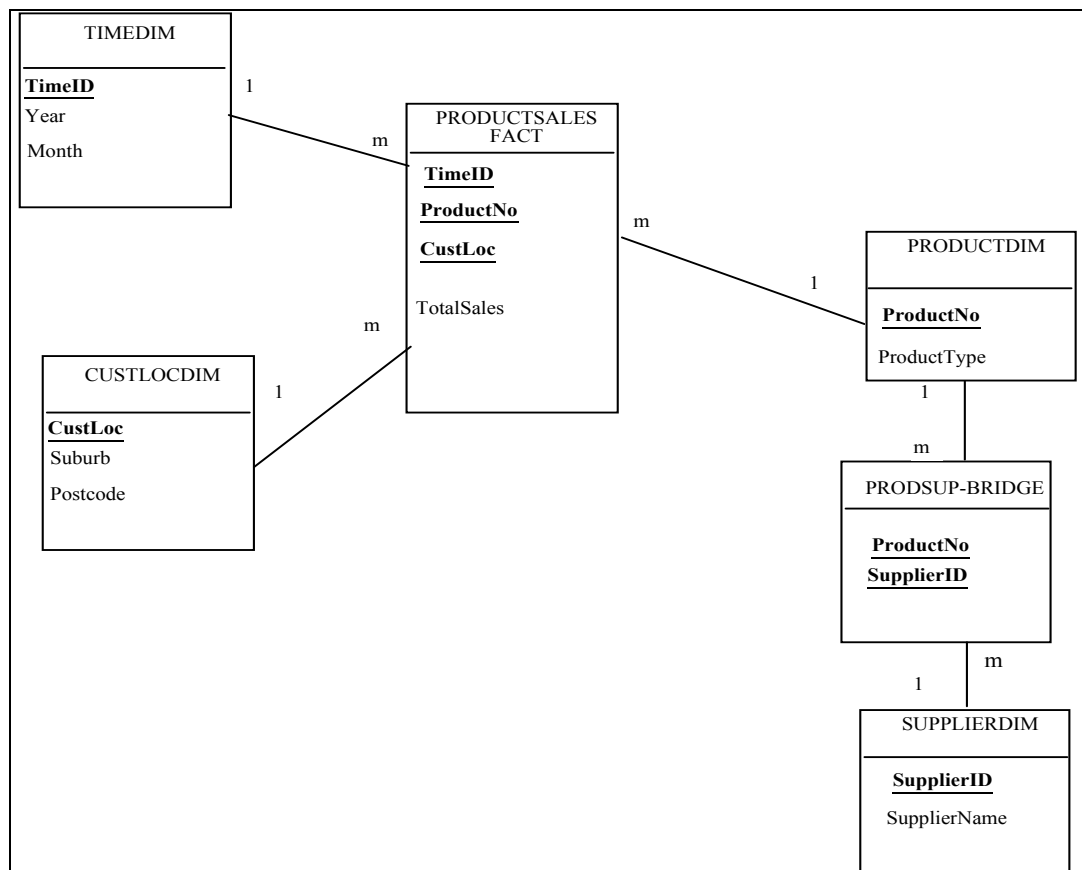 TIMEDIM
TimeID
Year
Month
1
m
PRODUCTSALES
FACT
TimeID
ProductNo
CustLoc
TotalSales
m
1
m
1
CUSTLOCDIM
CustLoc
Suburb
Postcode
PRODUCTDIM
ProductNo
ProductType
1
m
PRODSUP-BRIDGE
ProductNo
SupplierID
m
1
SUPPLIERDIM
SupplierID
SupplierName